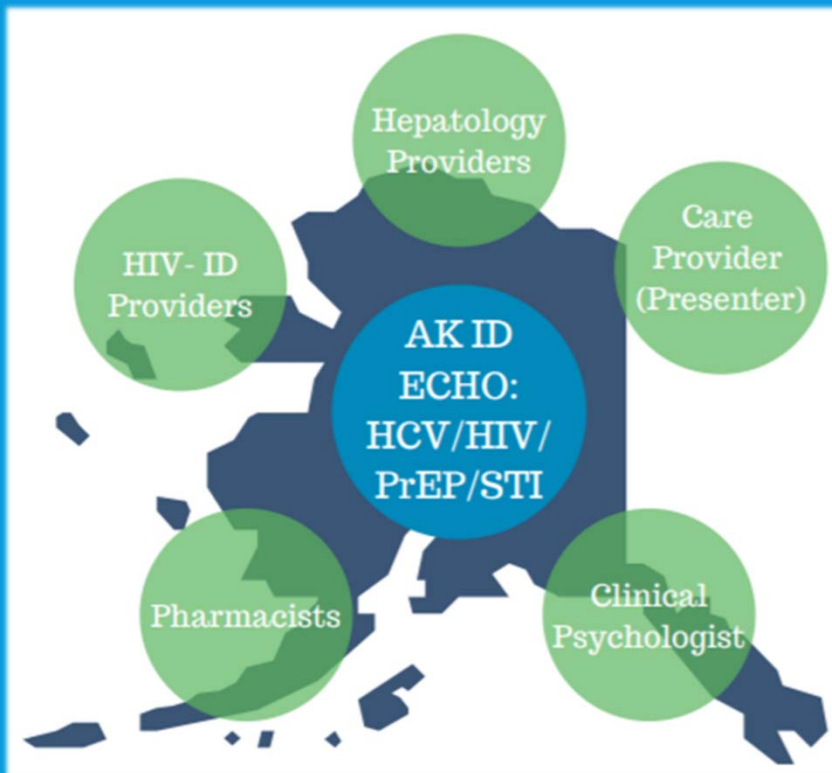 Hepatology
Providers
Care
Provider
(Presenter)
HIV- ID
Providers
AK ID
ECHO:
HCV/HIV/
PrEP/STI
Pharmacists
Clinical
Psychologist